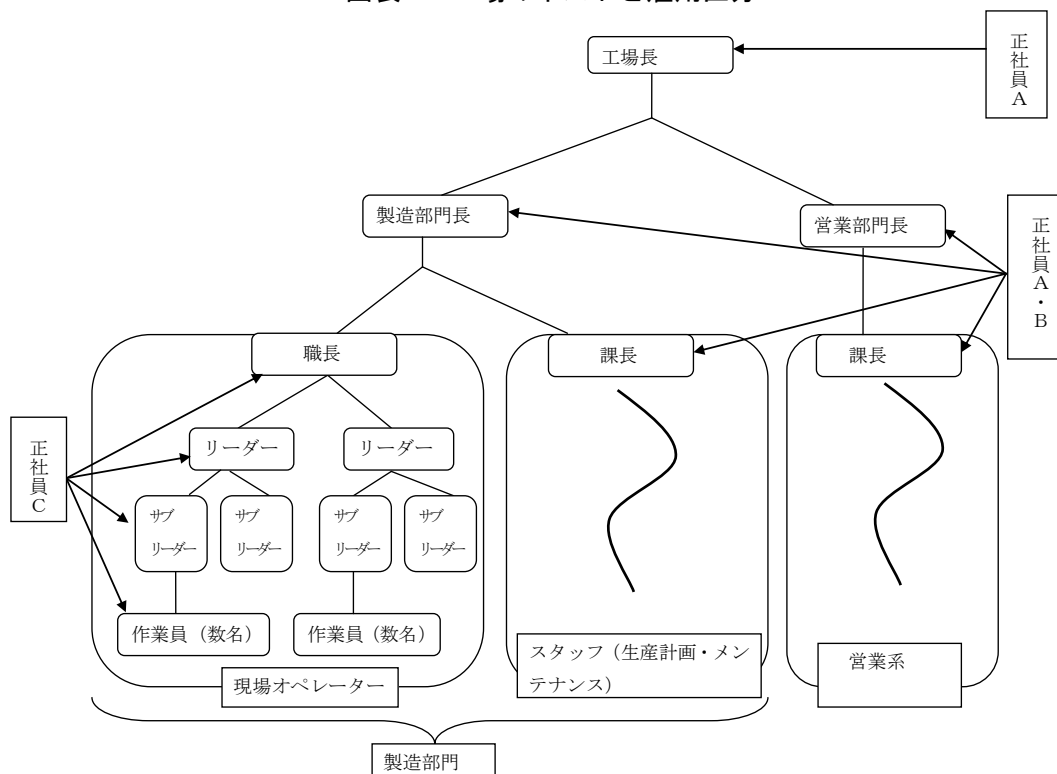 工場長
正社員A
製造部門長
営業部門長
正社員A・B
職長
課長
課長
リーダー
リーダー
正社員C
サブ
リーダー
サブ
リーダー
サブ
リーダー
サブ
リーダー
作業員（数名）
作業員（数名）
スタッフ（生産計画・メン
テナンス）
営業系
現場オペレーター
製造部門